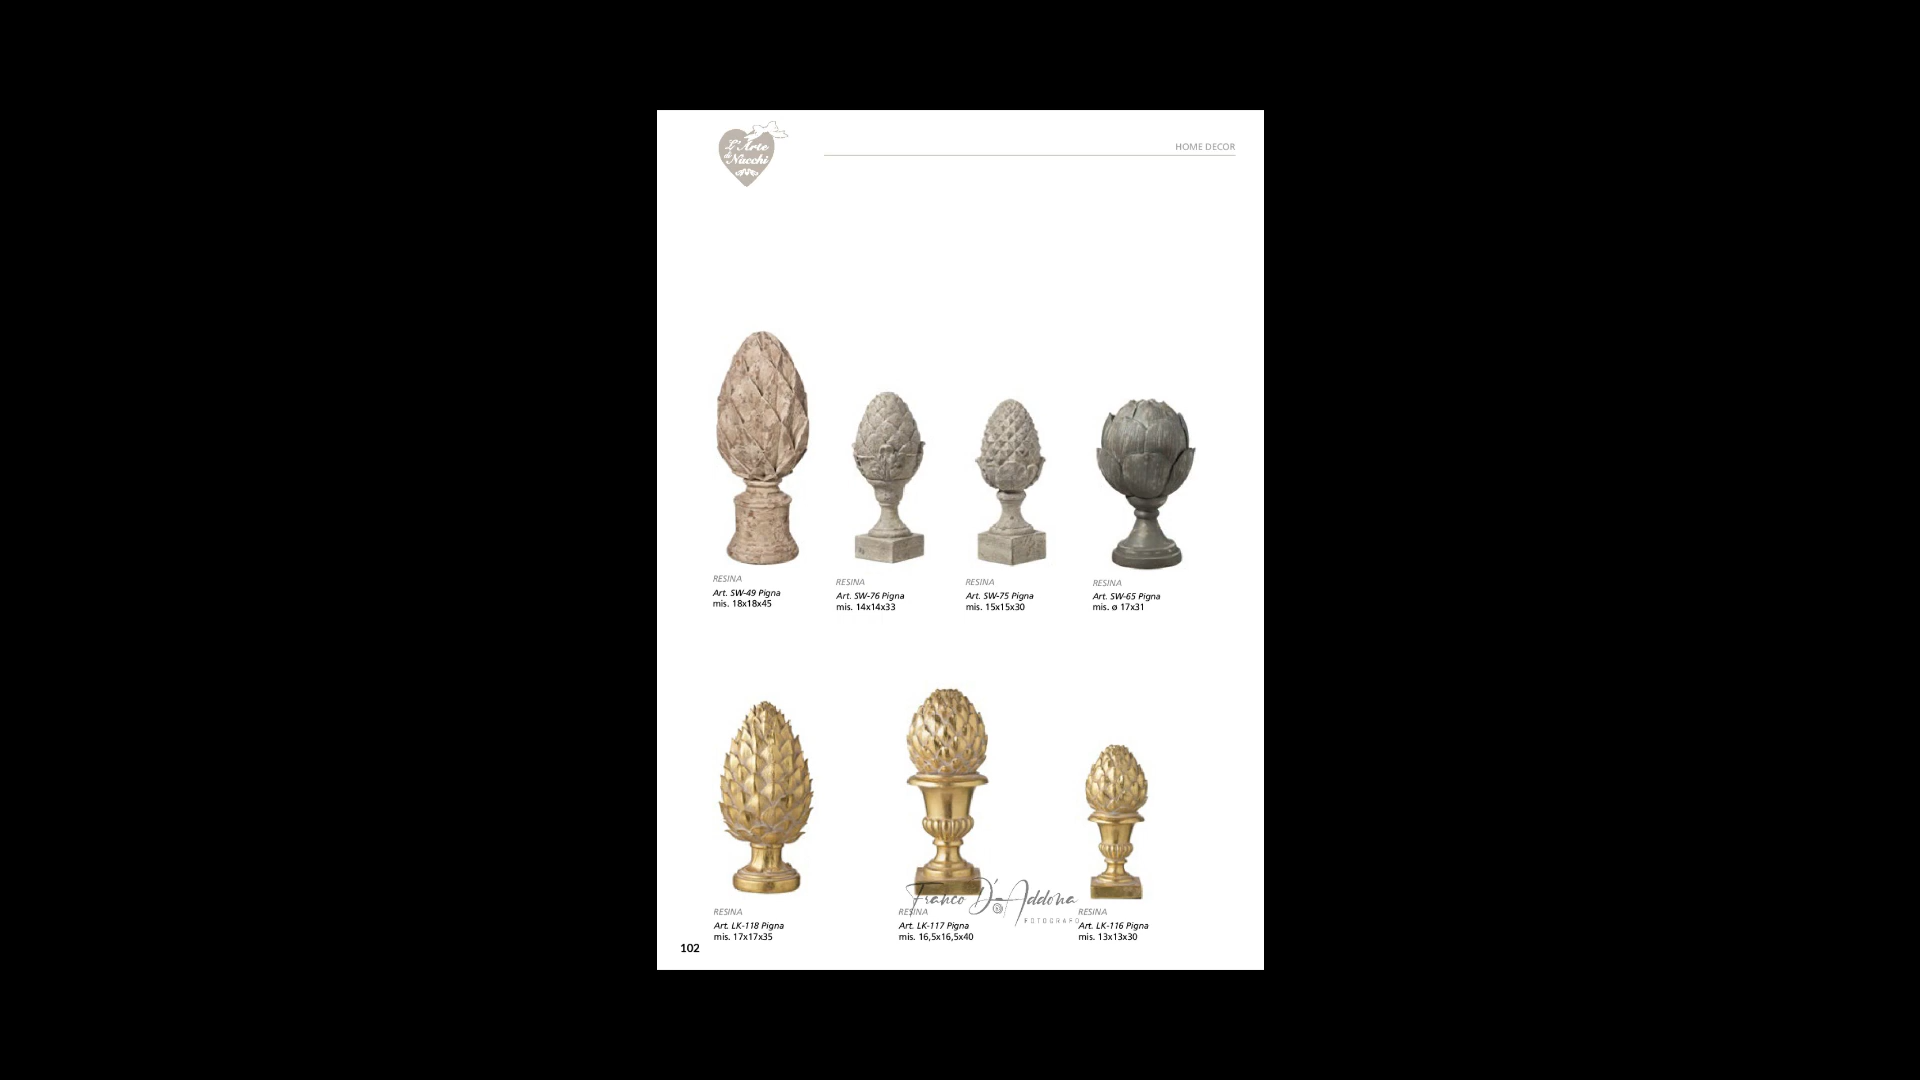 L'Arte
di Nacchi
HOME DECOR
RESINA
Art. SW-49 Pigna
mis. 18x18x45
RESINA
Art. SW-76 Pigna
mis. 14x14x33
RESINA
Art. SW-75 Pigna
mis. 15x15x30
RESINA
Art. SW-65 Pigna
mis. ø 17x31
RESINA
Art. LK-118 Pigna
mis. 17x17x35
RESINA
Art. LK-117 Pigna
mis. 16,5x16,5x40
Franco D'Addona
FOTOGRAFO
RESINA
Art. LK-116 Pigna
mis. 13x13x30
102